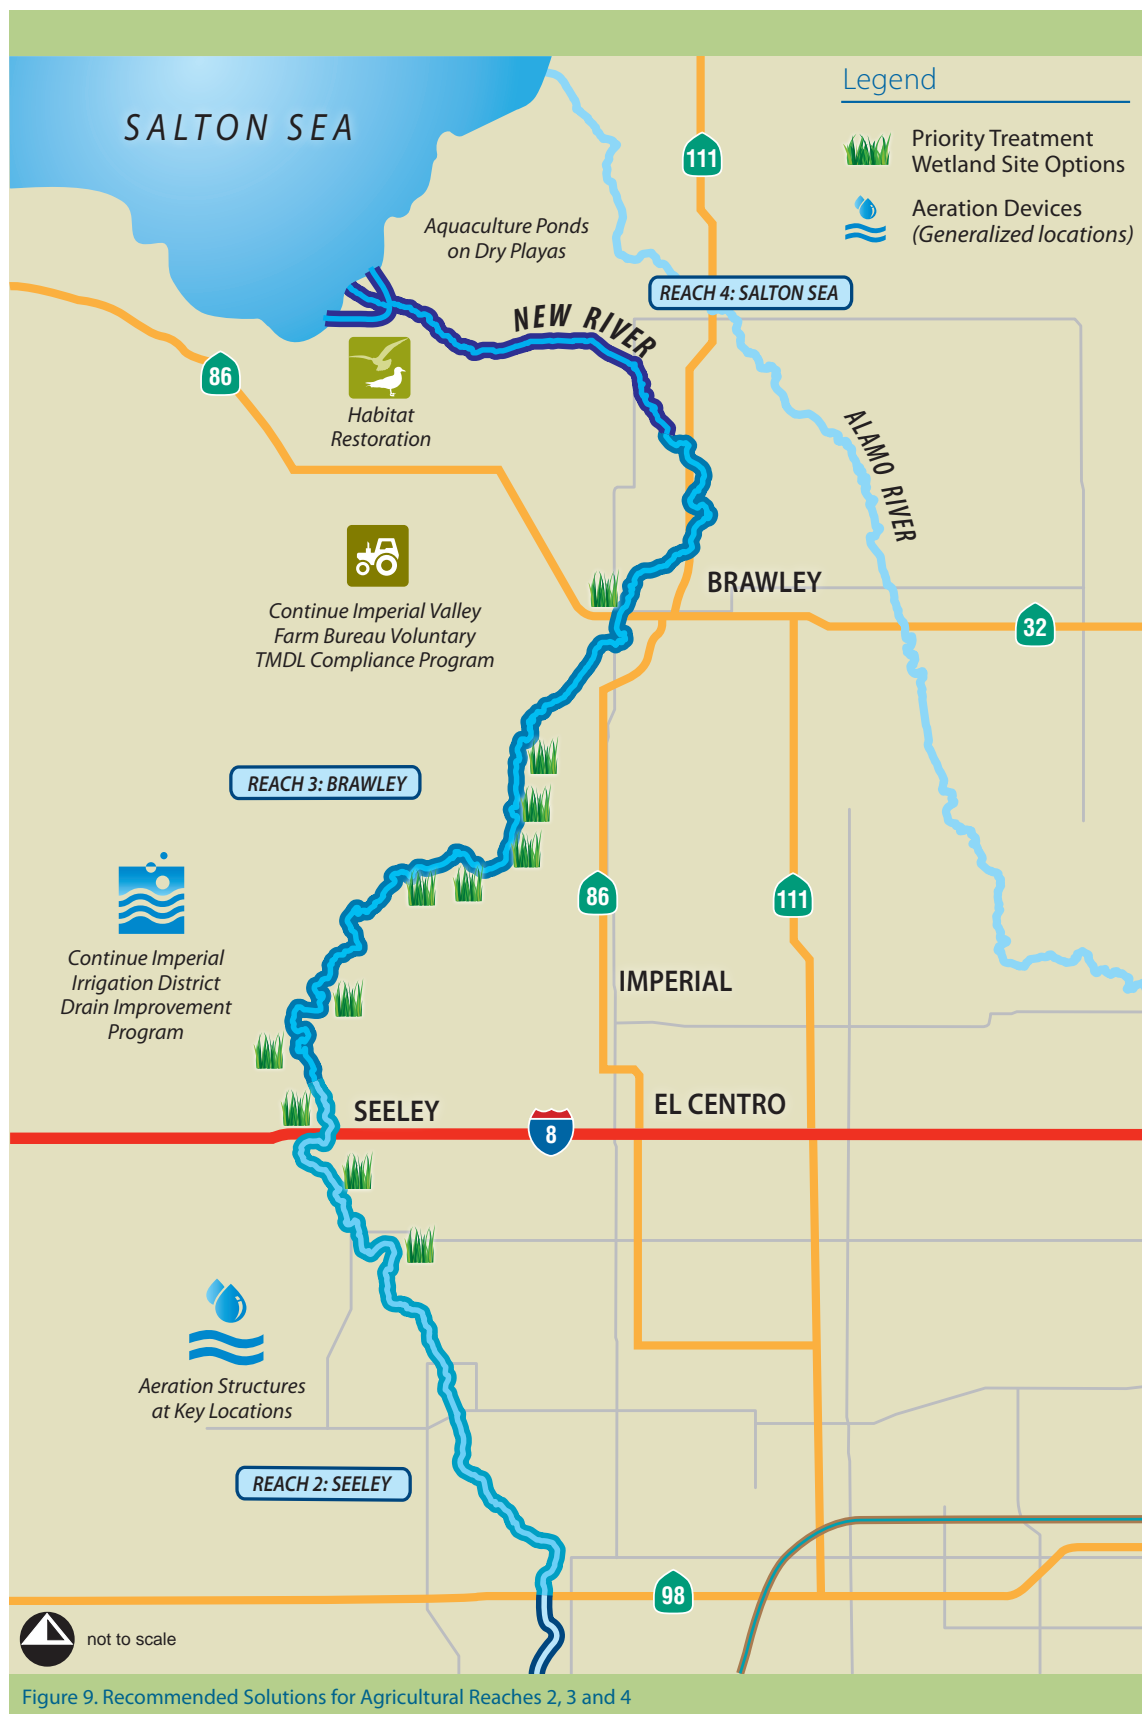 SALTON SEA
Legend
Priority Treatment
Wetland Site Options
Aeration Devices
(Generalized locations)
111
Aquaculture Ponds
on Dry Playas
REACH 4: SALTON SEA
NEW RIVER
86
Habitat
Restoration
ALAMO RIVER
Continue Imperial Valley
Farm Bureau Voluntary
TMDL Compliance Program
BRAWLEY
32
REACH 3: BRAWLEY
86
111
Continue Imperial
Irrigation District
Drain Improvement
Program
IMPERIAL
SEELEY
EL CENTRO
8
Aeration Structures
at Key Locations
REACH 2: SEELEY
98
not to scale
Figure 9. Recommended Solutions for Agricultural Reaches 2, 3 and 4